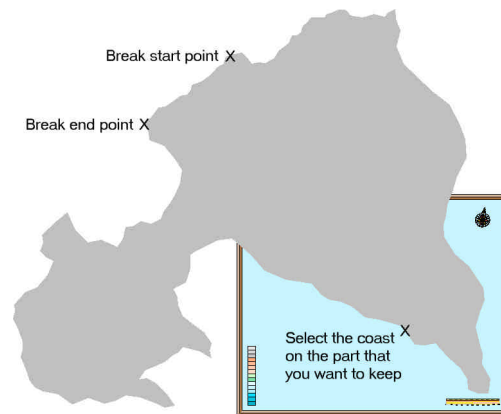 Break start point X
Break end point X
X
Select the coast
on the part that
you want to keep